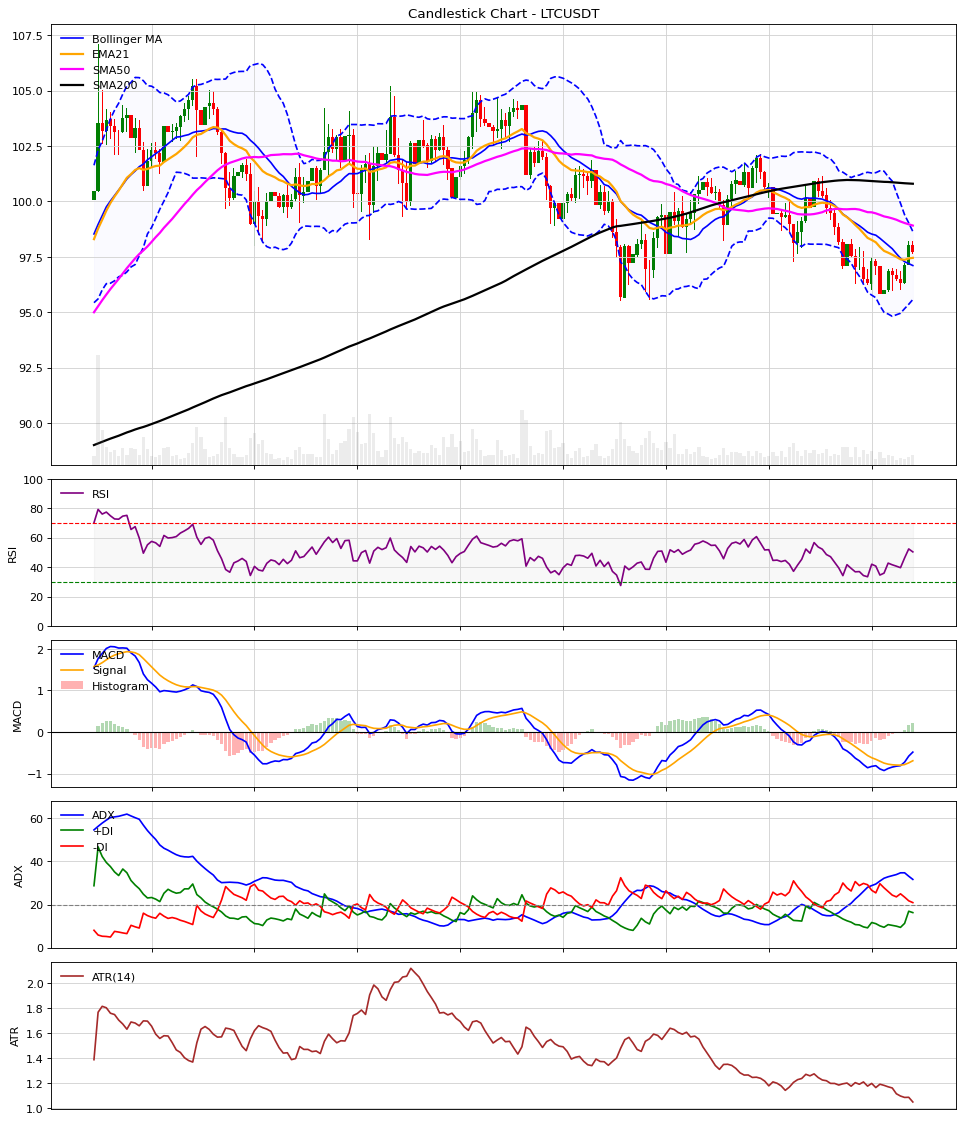 Candlestick Chart - LTCUSDT
107.5
105.0
102.5
100.0
97.5
95.0
92.5
90.0
Bollinger MA
EMA21
SMA50
SMA200
100
80
60
40
20
0
RSI
RSI
2
1
0
−1
MACD
MACD
Signal
Histogram
60
40
20
0
ADX
ADX
+DI
-DI
2.0
1.8
1.6
1.4
1.2
1.0
ATR
ATR(14)